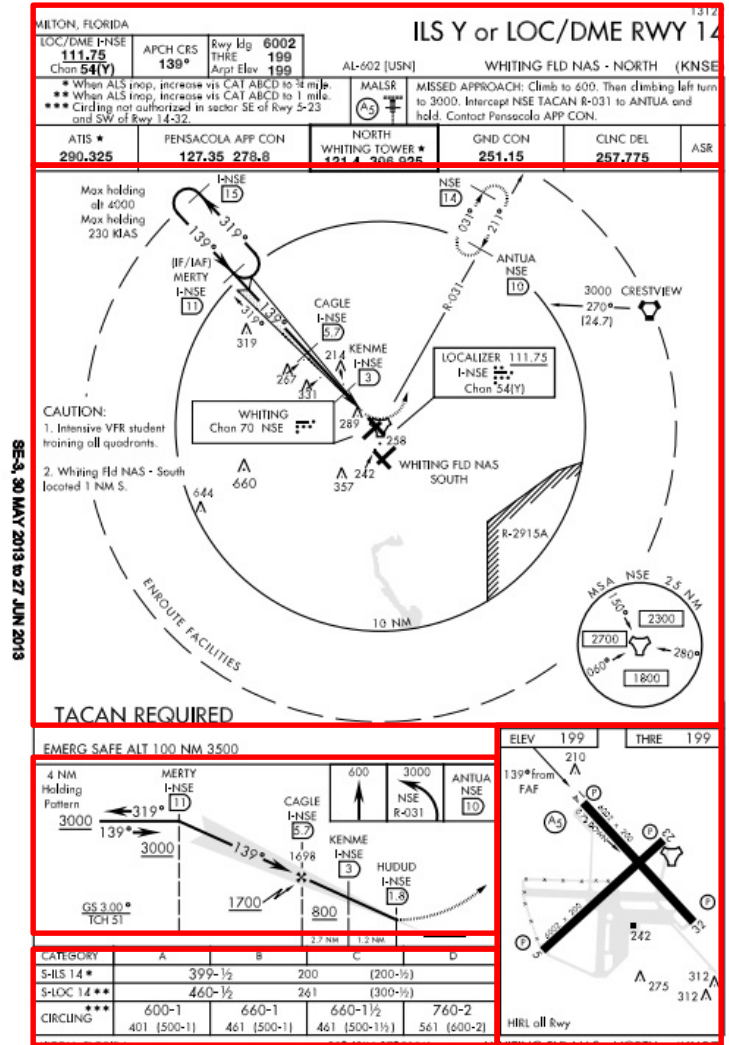 MILTON, FLORIDA
ILS Y or LOC/DME RWY 14
LOC/DME I-NSE
111.75
Chan 54(Y)
APCH CRS
139°
Rwy ldg 6002
THRE 199
Arpt Elev 199
AL-602 [USN]
WHITING FLD NAS - NORTH (KNSE
* When ALS inop, increase vis CAT ABCD to ¾ mile.
** When ALS inop, increase vis CAT ABCD to 1 mile.
*** Circling not authorized in sector SE of Rwy 5-23
and SW of Rwy 14-32.
MALSR
A5
MISSED APPROACH: Climb to 600. Then climbing left turn
to 3000. Intercept NSE TACAN R-031 to ANTUA and
hold. Contact Pensacola APP CON.
ATIS ★
290.325
PENSACOLA APP CON
127.35 278.8
NORTH
WHITING TOWER ★
121.4 306.925
GND CON
251.15
CLNC DEL
257.775
ASR
Max holding
alt 4000
Max holding
230 KIAS
I-NSE
15
319°
139°
(IF/IAF)
MERTY
I-NSE
11
139°
319°
319
CAGLE
I-NSE
5.7
267
331
214
KENME
I-NSE
3
289
NSE
14
031°
211°
ANTUA
NSE
10
R-031
3000
270°
(24.7)
CRESTVIEW
LOCALIZER 111.75
I-NSE
Chan 54(Y)
WHITING
Chan 70 NSE
258
242
WHITING FLD NAS
SOUTH
CAUTION:
1. Intensive VFR student
training all quadrants.
2. Whiting Fld NAS - South
located 1 NM S.
660
644
357
R-2915A
10 NM
ENROUTE FACILITIES
MSA NSE 25 NM
150°
2300
2700
280°
060°
1800
TACAN REQUIRED
SE-3, 30 MAY 2013 to 27 JUN 2013
EMERG SAFE ALT 100 NM 3500
4 NM
Holding
Pattern
MERTY
I-NSE
11
3000
319°
139°
3000
139°
CAGLE
I-NSE
5.7
1698
1700
KENME
I-NSE
3
800
HUDUD
I-NSE
1.8
600
3000
NSE
R-031
ANTUA
NSE
10
GS 3.00°
TCH 51
2.7 NM
1.2 NM
CATEGORY A B C D
S-ILS 14 * 399-½ 200 (200-½)
S-LOC 14 ** 460-½ 261 (300-½)
CIRCLING *** 600-1 660-1 660-1½ 760-2
401 (500-1) 461 (500-1) 461 (500-1½) 561 (600-2)
ELEV 199
THRE 199
210
139° from
FAF
A5
P
P
P
P
6002 X 200
23
32
5
6002 X 200
242
275
312
312
HIRL all Rwy